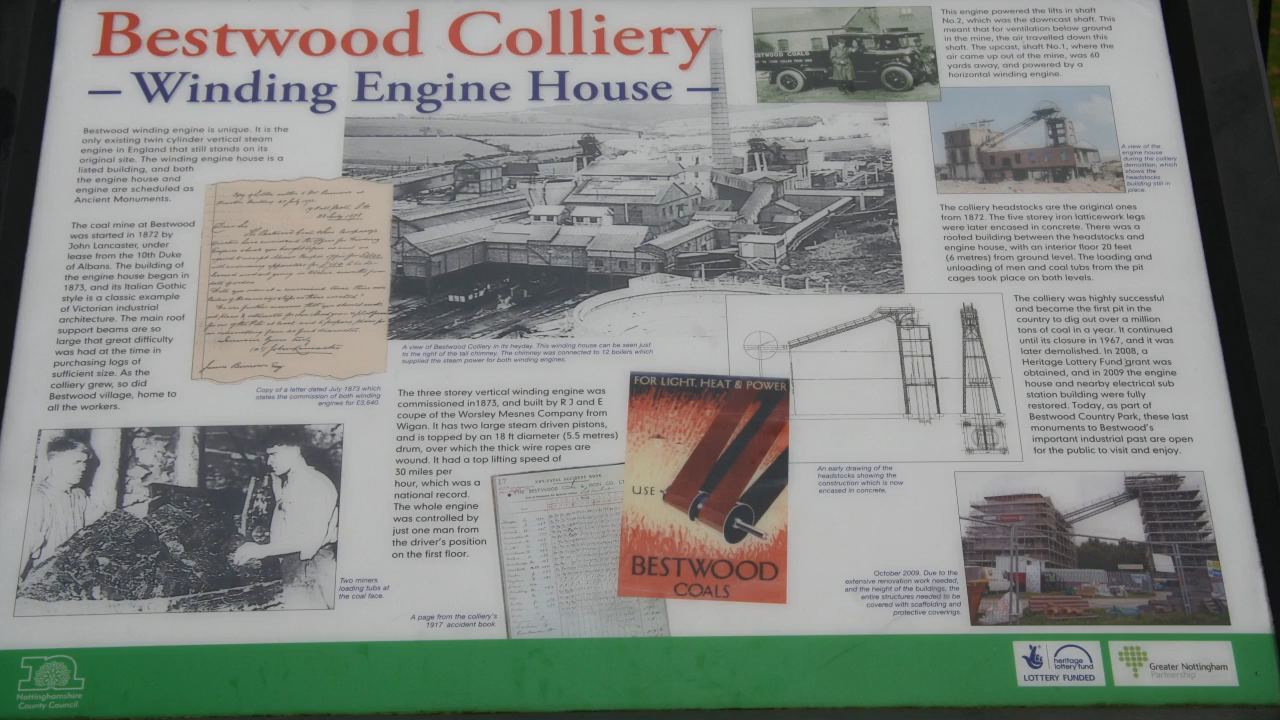 Bestwood Colliery
– Winding Engine House –
Bestwood winding engine is unique. It is the
only existing twin cylinder vertical steam
engine in England that still stands on its
original site. The winding engine house is a
listed building, and both
the engine house and
engine are scheduled as
Ancient Monuments.
The coal mine at Bestwood
was started in 1872 by
John Lancaster, under
lease from the 10th Duke
of Albans. The building of
the engine house began in
1873, and its Italian Gothic
style is a classic example
of Victorian industrial
architecture. The main roof
support beams are so
large that great difficulty
was had at the time in
purchasing logs of
sufficient size. As the
colliery grew, so did
Bestwood village, home to
all the workers.
Copy of a letter dated July 1873 which
states the commission of both winding
engines for £3,640.
Two miners
loading tubs at
the coal face.
A view of Bestwood Colliery in its heyday. This winding house can be seen just
to the right of the tall chimney. The chimney was connected to 12 boilers which
supplied the steam power for both winding engines.
The three storey vertical winding engine was
commissioned in1873, and built by R J and E
coupe of the Worsley Mesnes Company from
Wigan. It has two large steam driven pistons,
and is topped by an 18 ft diameter (5.5 metres)
drum, over which the thick wire ropes are
wound. It had a top lifting speed of
30 miles per
hour, which was a
national record.
The whole engine
was controlled by
just one man from
the driver's position
on the first floor.
A page from the colliery's
1917 accident book.
FOR LIGHT, HEAT & POWER
USE
BESTWOOD
COALS
This engine powered the lifts in shaft
No.2, which was the downcast shaft. This
meant that for ventilation below ground
in the mine, the air travelled down this
shaft. The upcast, shaft No.1, where the
air came up out of the mine, was 60
yards away, and powered by a
horizontal winding engine.
A view of the
engine house
during the colliery
demolition, which
shows the
headstocks
building still in
place.
The colliery headstocks are the original ones
from 1872. The five storey iron latticework legs
were later encased in concrete. There was a
roofed building between the headstocks and
engine house, with an interior floor 20 feet
(6 metres) from ground level. The loading and
unloading of men and coal tubs from the pit
cages took place on both levels.
The colliery was highly successful
and became the first pit in the
country to dig out over a million
tons of coal in a year. It continued
until its closure in 1967, and it was
later demolished. In 2008, a
Heritage Lottery Fund grant was
obtained, and in 2009 the engine
house and nearby electrical sub
station building were fully
restored. Today, as part of
Bestwood Country Park, these last
monuments to Bestwood's
important industrial past are open
for the public to visit and enjoy.
An early drawing of the
headstocks showing the
construction which is now
encased in concrete.
October 2009. Due to the
extensive renovation work needed,
and the height of the buildings, the
entire structures needed to be
covered with scaffolding and
protective coverings.
Nottinghamshire
County Council
heritage
lottery fund
LOTTERY FUNDED
Greater Nottingham
Partnership